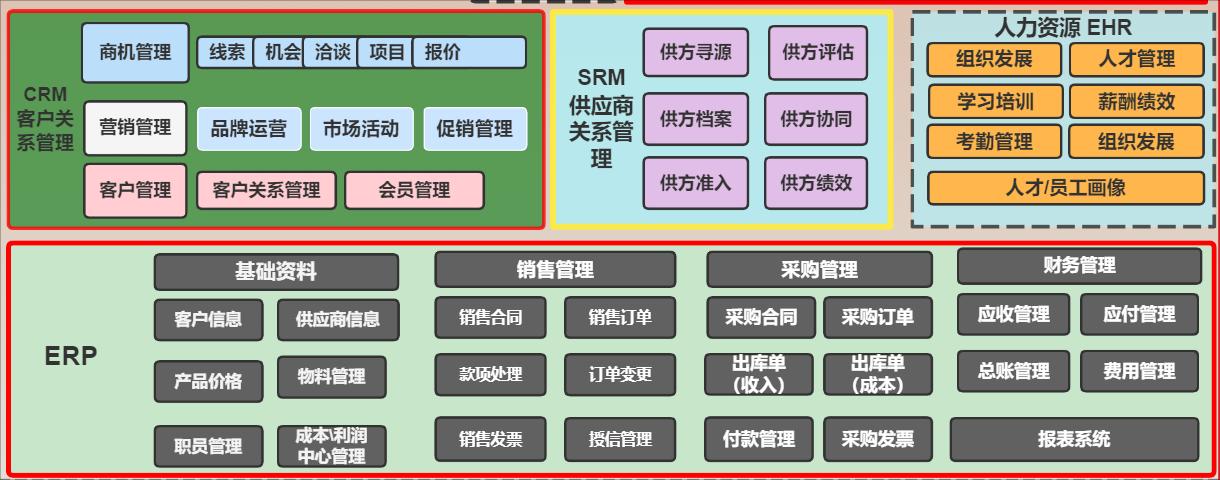 CRM
客户关
系管理
商机管理
线索
机会
洽谈
项目
报价
营销管理
品牌运营
市场活动
促销管理
客户管理
客户关系管理
会员管理
SRM
供应商
关系管
理
供方寻源
供方评估
供方档案
供方协同
供方准入
供方绩效
人力资源 EHR
组织发展
人才管理
学习培训
薪酬绩效
考勤管理
组织发展
人才/员工画像
ERP
基础资料
客户信息
供应商信息
产品价格
物料管理
职员管理
成本\利润
中心管理
销售管理
销售合同
销售订单
款项处理
订单变更
销售发票
授信管理
采购管理
采购合同
采购订单
出库单
(收入)
出库单
(成本)
付款管理
采购发票
财务管理
应收管理
应付管理
总账管理
费用管理
报表系统